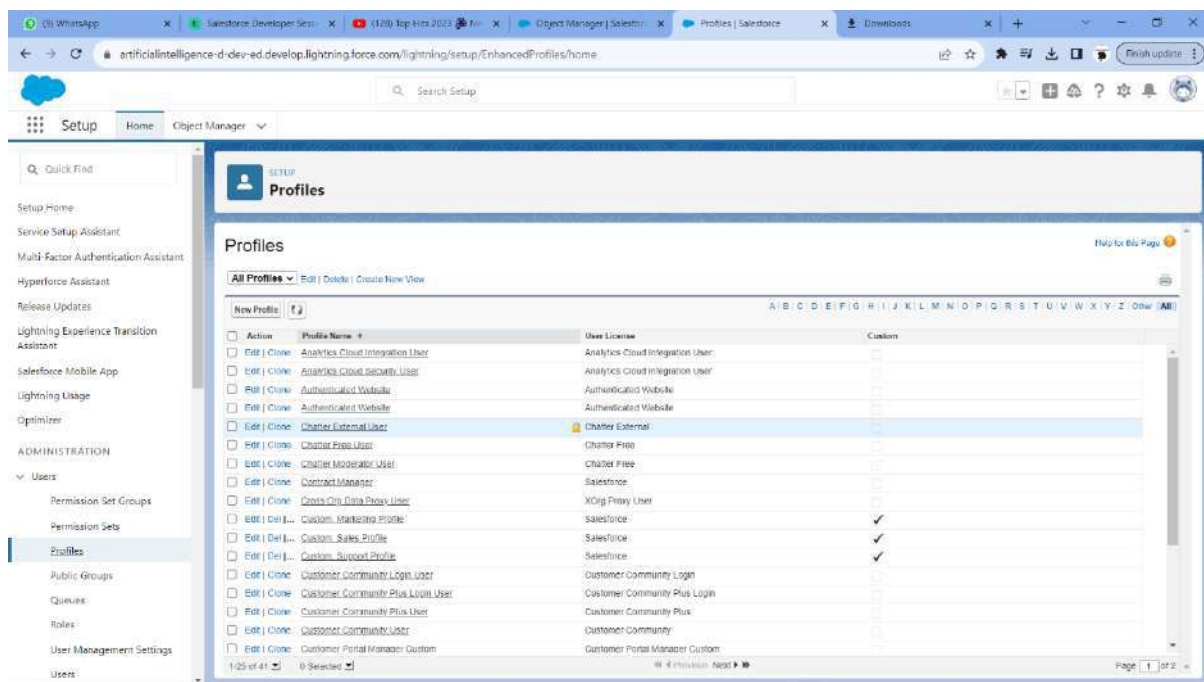 (9) WhatsApp
Salesforce Developer
(128) Top Hits 2023
Object Manager | Salesfor
Profiles | Salesforce
Downloads
artificialintelligence-d-dev-ed.develop.lightning.force.com/lightning/setup/EnhancedProfiles/home
Finish update
Search Setup
Setup Home Object Manager
Quick Find
Setup Home
Service Setup Assistant
Multi-Factor Authentication Assistant
Hyperforce Assistant
Release Updates
Lightning Experience Transition
Assistant
Salesforce Mobile App
Lightning Usage
Optimizer
ADMINISTRATION
Users
Permission Set Groups
Permission Sets
Profiles
Public Groups
Queues
Roles
User Management Settings
Users
SETUP
Profiles
Profiles
Help for this Page
All Profiles Edit | Delete | Create New View
New Profile
A | B | C | D | E | F | G | H | I | J | K | L | M | N | O | P | Q | R | S | T | U | V | W | X | Y | Z | Other | All
Action Profile Name User License Custom
Edit | Clone Analytics Cloud Integration User Analytics Cloud Integration User
Edit | Clone Analytics Cloud Security User Analytics Cloud Integration User
Edit | Clone Authenticated Website Authenticated Website
Edit | Clone Authenticated Website Authenticated Website
Edit | Clone Chatter External User Chatter External
Edit | Clone Chatter Free User Chatter Free
Edit | Clone Chatter Moderator User Chatter Free
Edit | Clone Contract Manager Salesforce
Edit | Clone Cross Org Data Proxy User XOrg Proxy User
Edit | Del |... Custom: Marketing Profile Salesforce
Edit | Del |... Custom: Sales Profile Salesforce
Edit | Del |... Custom: Support Profile Salesforce
Edit | Clone Customer Community Login User Customer Community Login
Edit | Clone Customer Community Plus Login User Customer Community Plus Login
Edit | Clone Customer Community Plus User Customer Community Plus
Edit | Clone Customer Community User Customer Community
Edit | Clone Customer Portal Manager Custom Customer Portal Manager Custom
1-25 of 41 0 Selected Previous Next Page 1 of 2